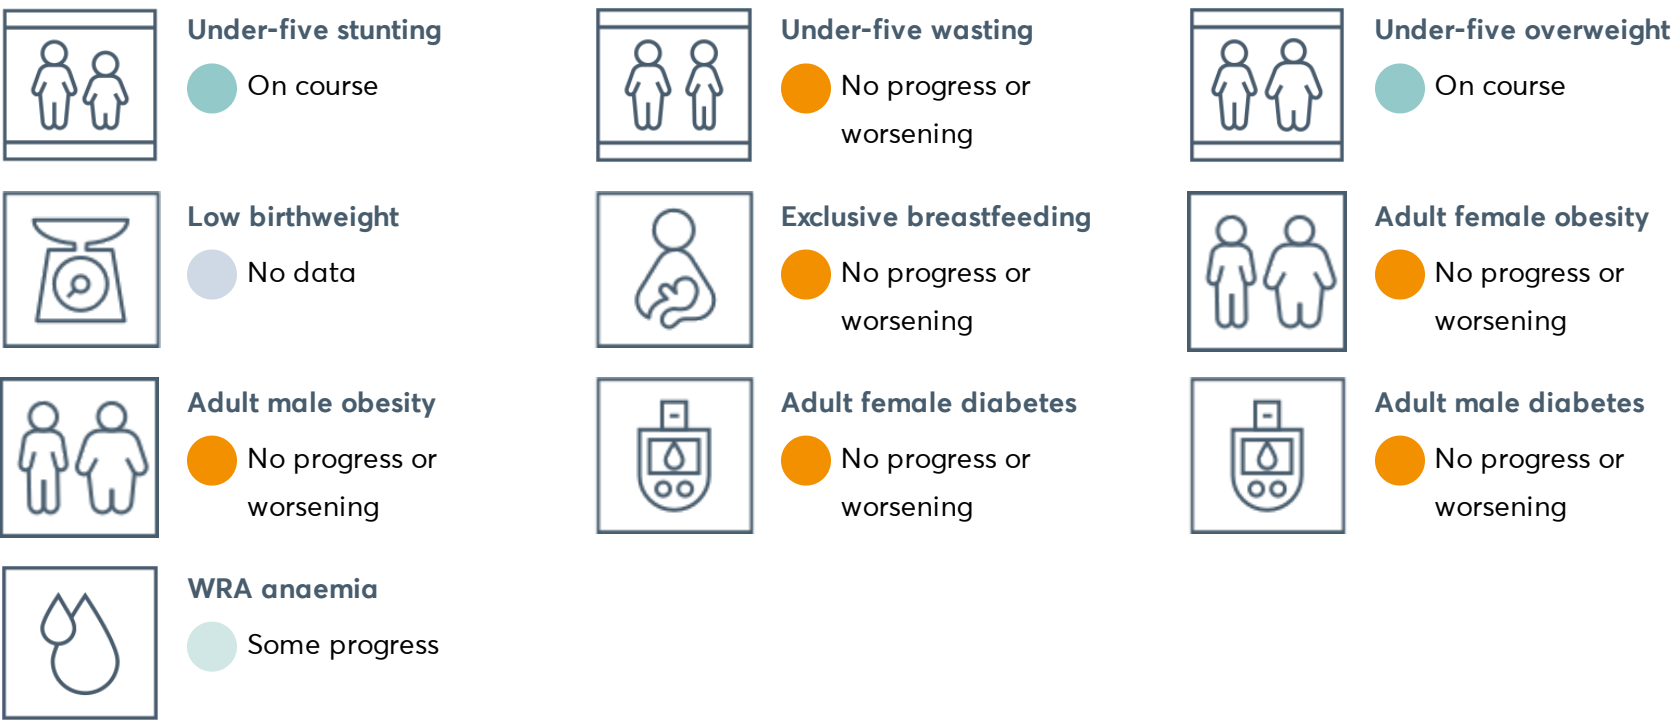 Under-five stunting
On course
Under-five wasting
No progress or
worsening
Under-five overweight
On course
Low birthweight
No data
Exclusive breastfeeding
No progress or
worsening
Adult female obesity
No progress or
worsening
Adult male obesity
No progress or
worsening
Adult female diabetes
No progress or
worsening
Adult male diabetes
No progress or
worsening
WRA anaemia
Some progress